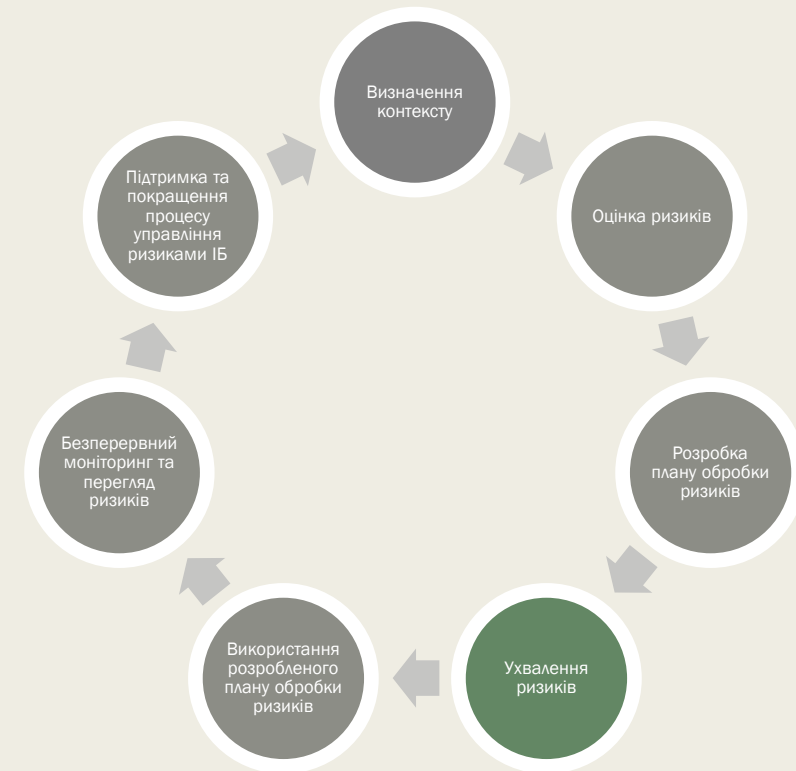 Визначення
контексту
Оцінка ризиків
Розробка
плану обробки
ризиків
Ухвалення
ризиків
Використання
розробленого
плану обробки
ризиків
Безперервний
моніторинг та
перегляд
ризиків
Підтримка та
покращення
процесу
управління
ризиками ІБ